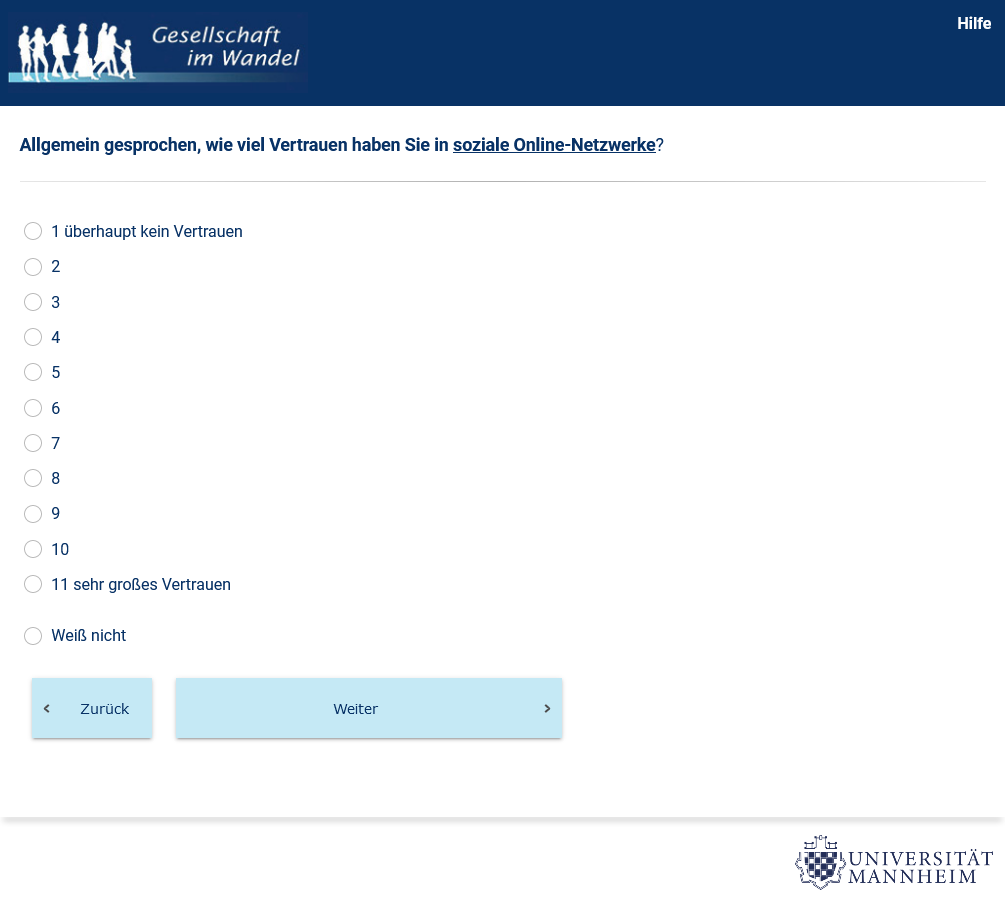 Gesellschaft
im Wandel
Hilfe
Allgemein gesprochen, wie viel Vertrauen haben Sie in soziale Online-Netzwerke?
1 überhaupt kein Vertrauen
2
3
4
5
6
7
8
9
10
11 sehr großes Vertrauen
Weiß nicht
Zurück
Weiter
UNIVERSITÄT
MANNHEIM